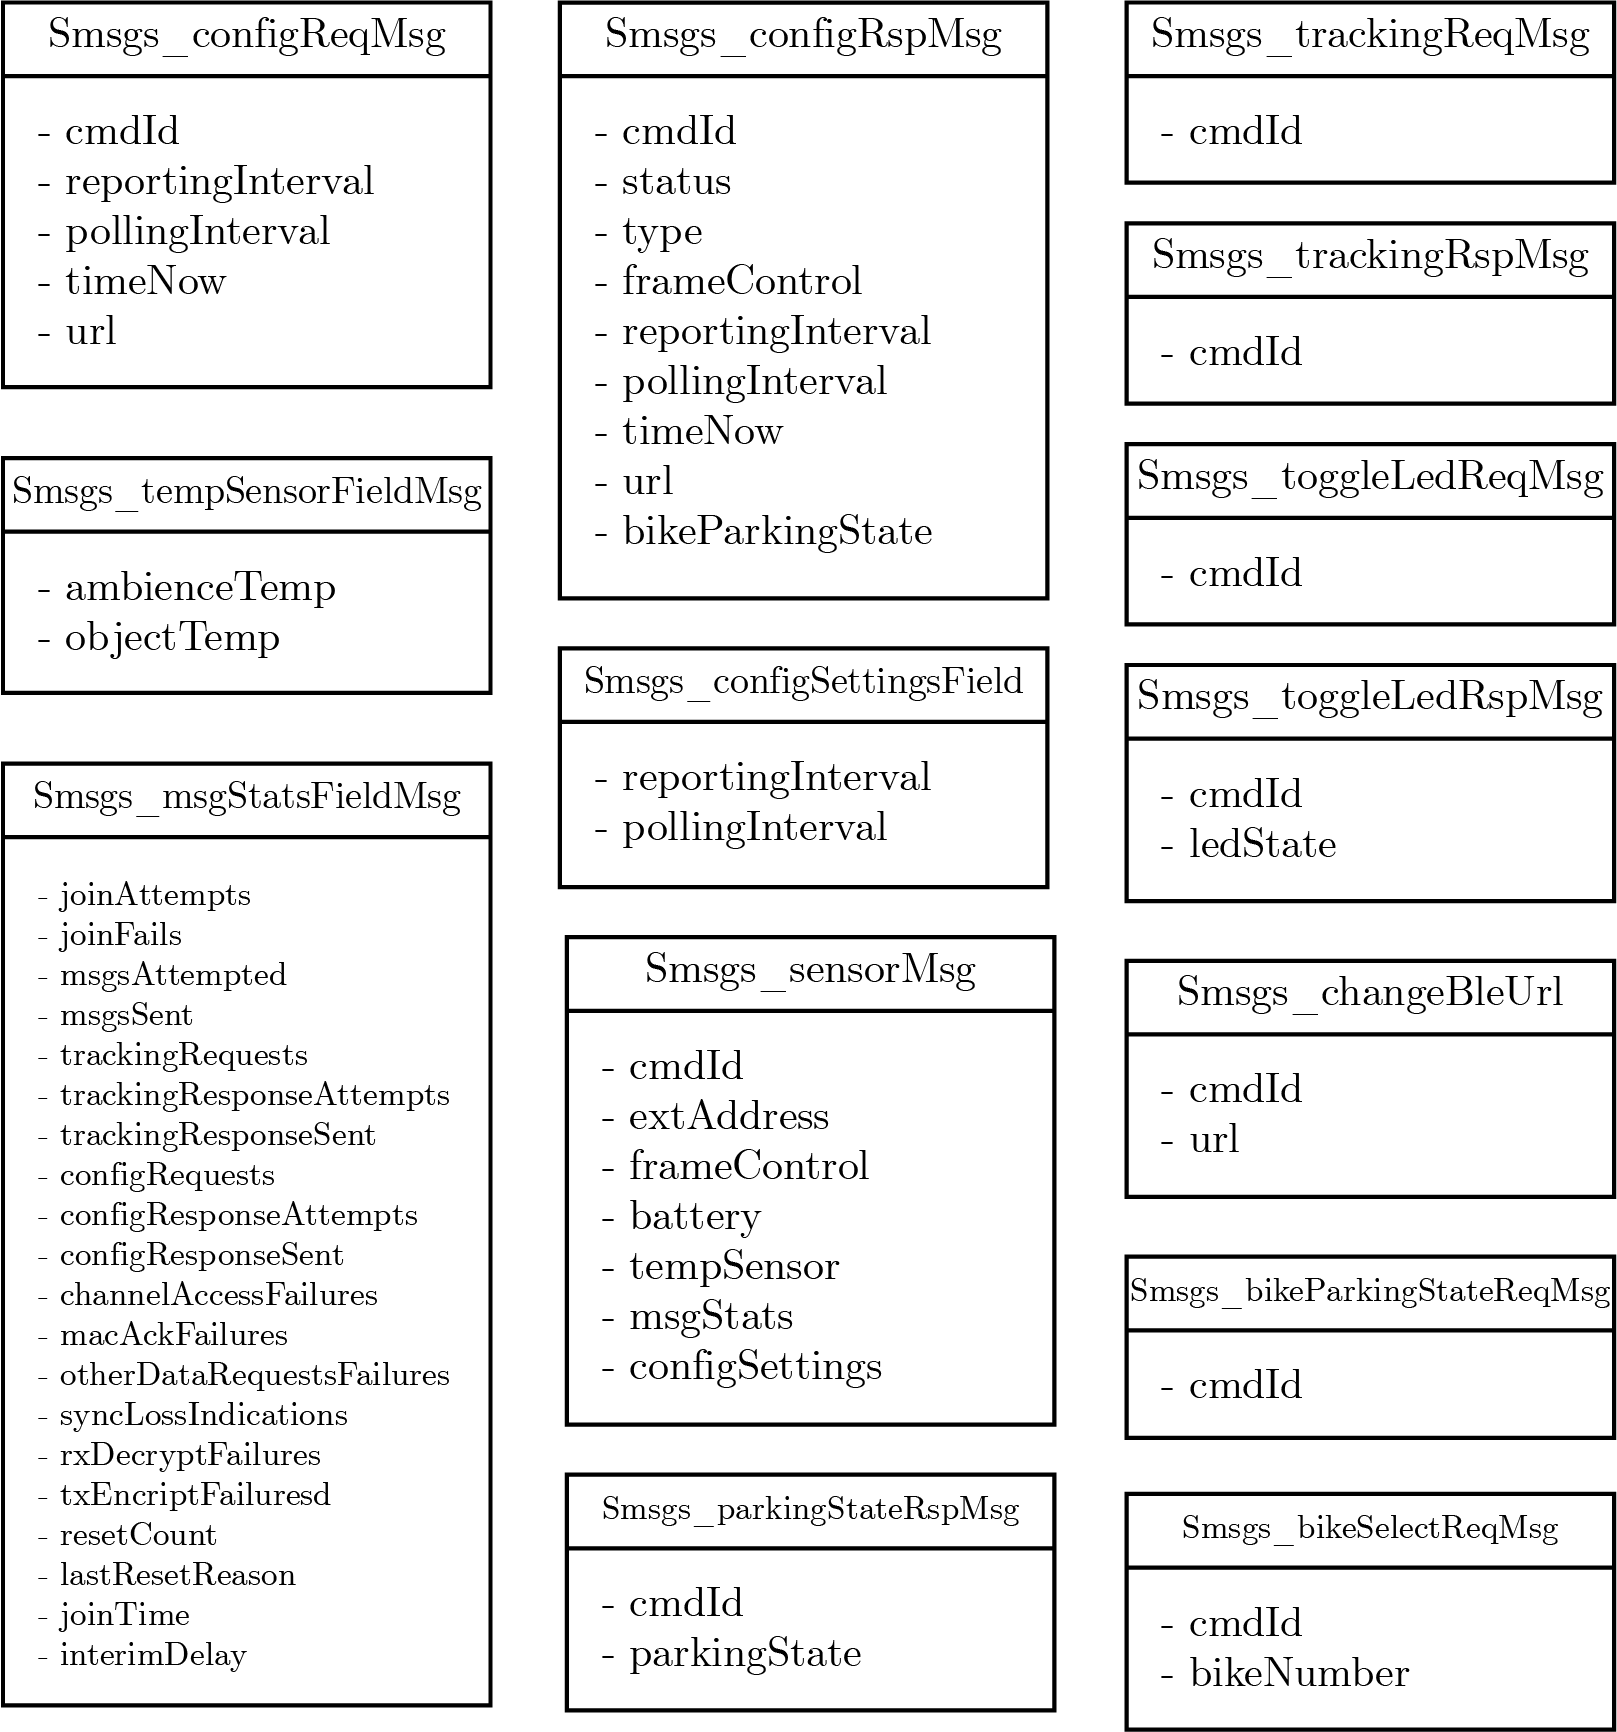 Smsgs_configReqMsg
- cmdId
- reportingInterval
- pollingInterval
- timeNow
- url
Smsgs_tempSensorFieldMsg
- ambienceTemp
- objectTemp
Smsgs_msgStatsFieldMsg
- joinAttempts
- joinFails
- msgsAttempted
- msgsSent
- trackingRequests
- trackingResponseAttempts
- trackingResponseSent
- configRequests
- configResponseAttempts
- configResponseSent
- channelAccessFailures
- macAckFailures
- otherDataRequestsFailures
- syncLossIndications
- rxDecryptFailures
- txEncriptFailuresd
- resetCount
- lastResetReason
- joinTime
- interimDelay
Smsgs_configRspMsg
- cmdId
- status
- type
- frameControl
- reportingInterval
- pollingInterval
- timeNow
- url
- bikeParkingState
Smsgs_configSettingsField
- reportingInterval
- pollingInterval
Smsgs_sensorMsg
- cmdId
- extAddress
- frameControl
- battery
- tempSensor
- msgStats
- configSettings
Smsgs_parkingStateRspMsg
- cmdId
- parkingState
Smsgs_trackingReqMsg
- cmdId
Smsgs_trackingRspMsg
- cmdId
Smsgs_toggleLedReqMsg
- cmdId
Smsgs_toggleLedRspMsg
- cmdId
- ledState
Smsgs_changeBleUrl
- cmdId
- url
Smsgs_bikeParkingStateReqMsg
- cmdId
Smsgs_bikeSelectReqMsg
- cmdId
- bikeNumber